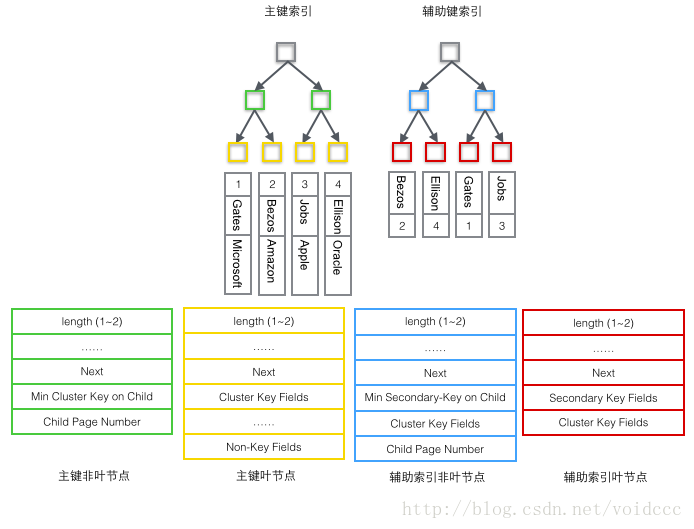 主键索引
辅助键索引
1
2
3
4
Gates
Bezos
Jobs
Ellison
Microsoft
Amazon
Apple
Oracle
Bezos
Ellison
Gates
Jobs
2
4
1
3
length (1~2)
......
Next
Min Cluster Key on Child
Child Page Number
主键非叶节点
length (1~2)
......
Next
Cluster Key Fields
......
Non-Key Fields
主键叶节点
length (1~2)
......
Next
Min Secondary-Key on Child
Cluster Key Fields
Child Page Number
辅助索引非叶节点
length (1~2)
......
Next
Secondary Key Fields
Cluster Key Fields
辅助索引叶节点
http://blog.csdn.net/voidccc